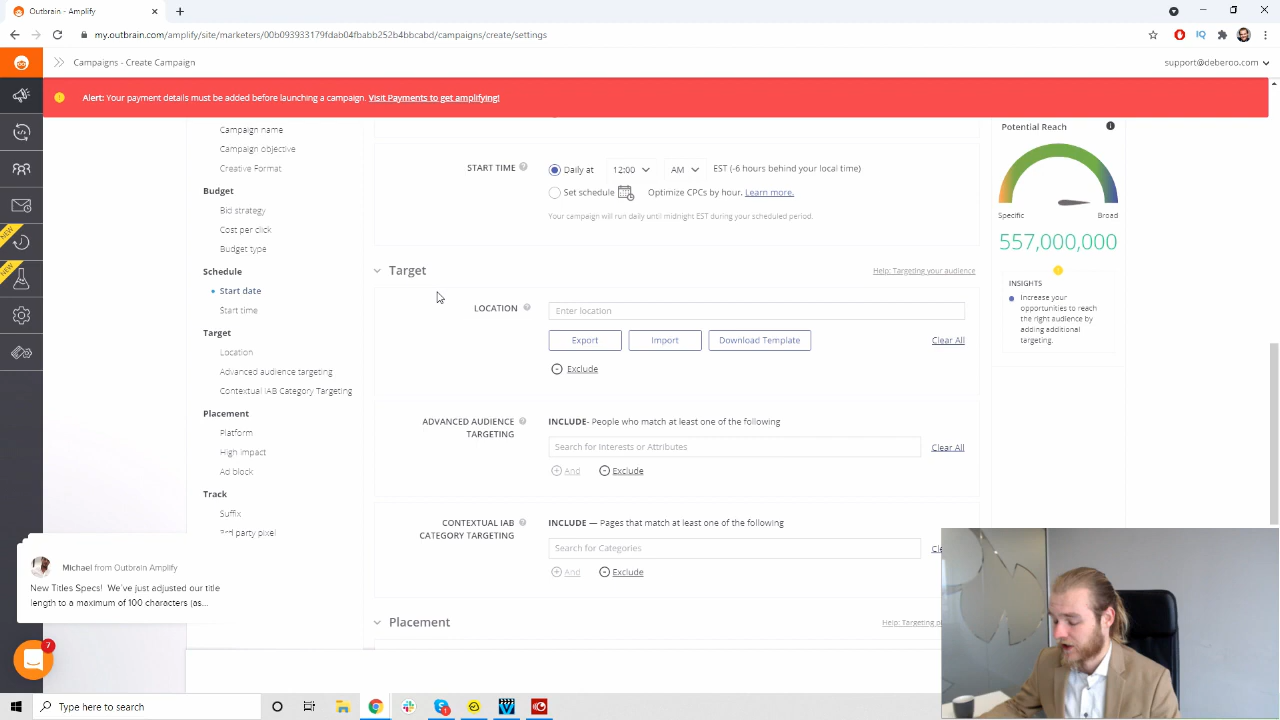 Outbrain - Amplify
my.outbrain.com/amplify/site/marketers/00b093933179fdab04fbabb252b4bbcabd/campaigns/create/settings
IQ
Campaigns - Create Campaign
support@deberoo.com
Alert: Your payment details must be added before launching a campaign. Visit Payments to get amplifying!
NEW
NEW
Campaign name
Campaign objective
Creative Format
Budget
Bid strategy
Cost per click
Budget type
Schedule
Start date
Start time
Target
Location
Advanced audience targeting
Contextual IAB Category Targeting
Placement
Platform
High impact
Ad block
Track
Suffix
3rd party pixel
START TIME
Daily at 12:00 AM EST (-6 hours behind your local time)
Set schedule Optimize CPCs by hour. Learn more.
Your campaign will run daily until midnight EST during your scheduled period.
Target
Help: Targeting your audience
LOCATION
Enter location
Export Import Download Template Clear All
Exclude
ADVANCED AUDIENCE TARGETING
INCLUDE- People who match at least one of the following
Search for Interests or Attributes
Clear All
And Exclude
CONTEXTUAL IAB CATEGORY TARGETING
INCLUDE — Pages that match at least one of the following
Search for Categories
And Exclude
Placement
Potential Reach
Specific Broad
557,000,000
INSIGHTS
Increase your
opportunities to reach
the right audience by
adding additional
targeting.
Michael from Outbrain Amplify
New Titles Specs! We've just adjusted our title
length to a maximum of 100 characters (as...
7
Type here to search